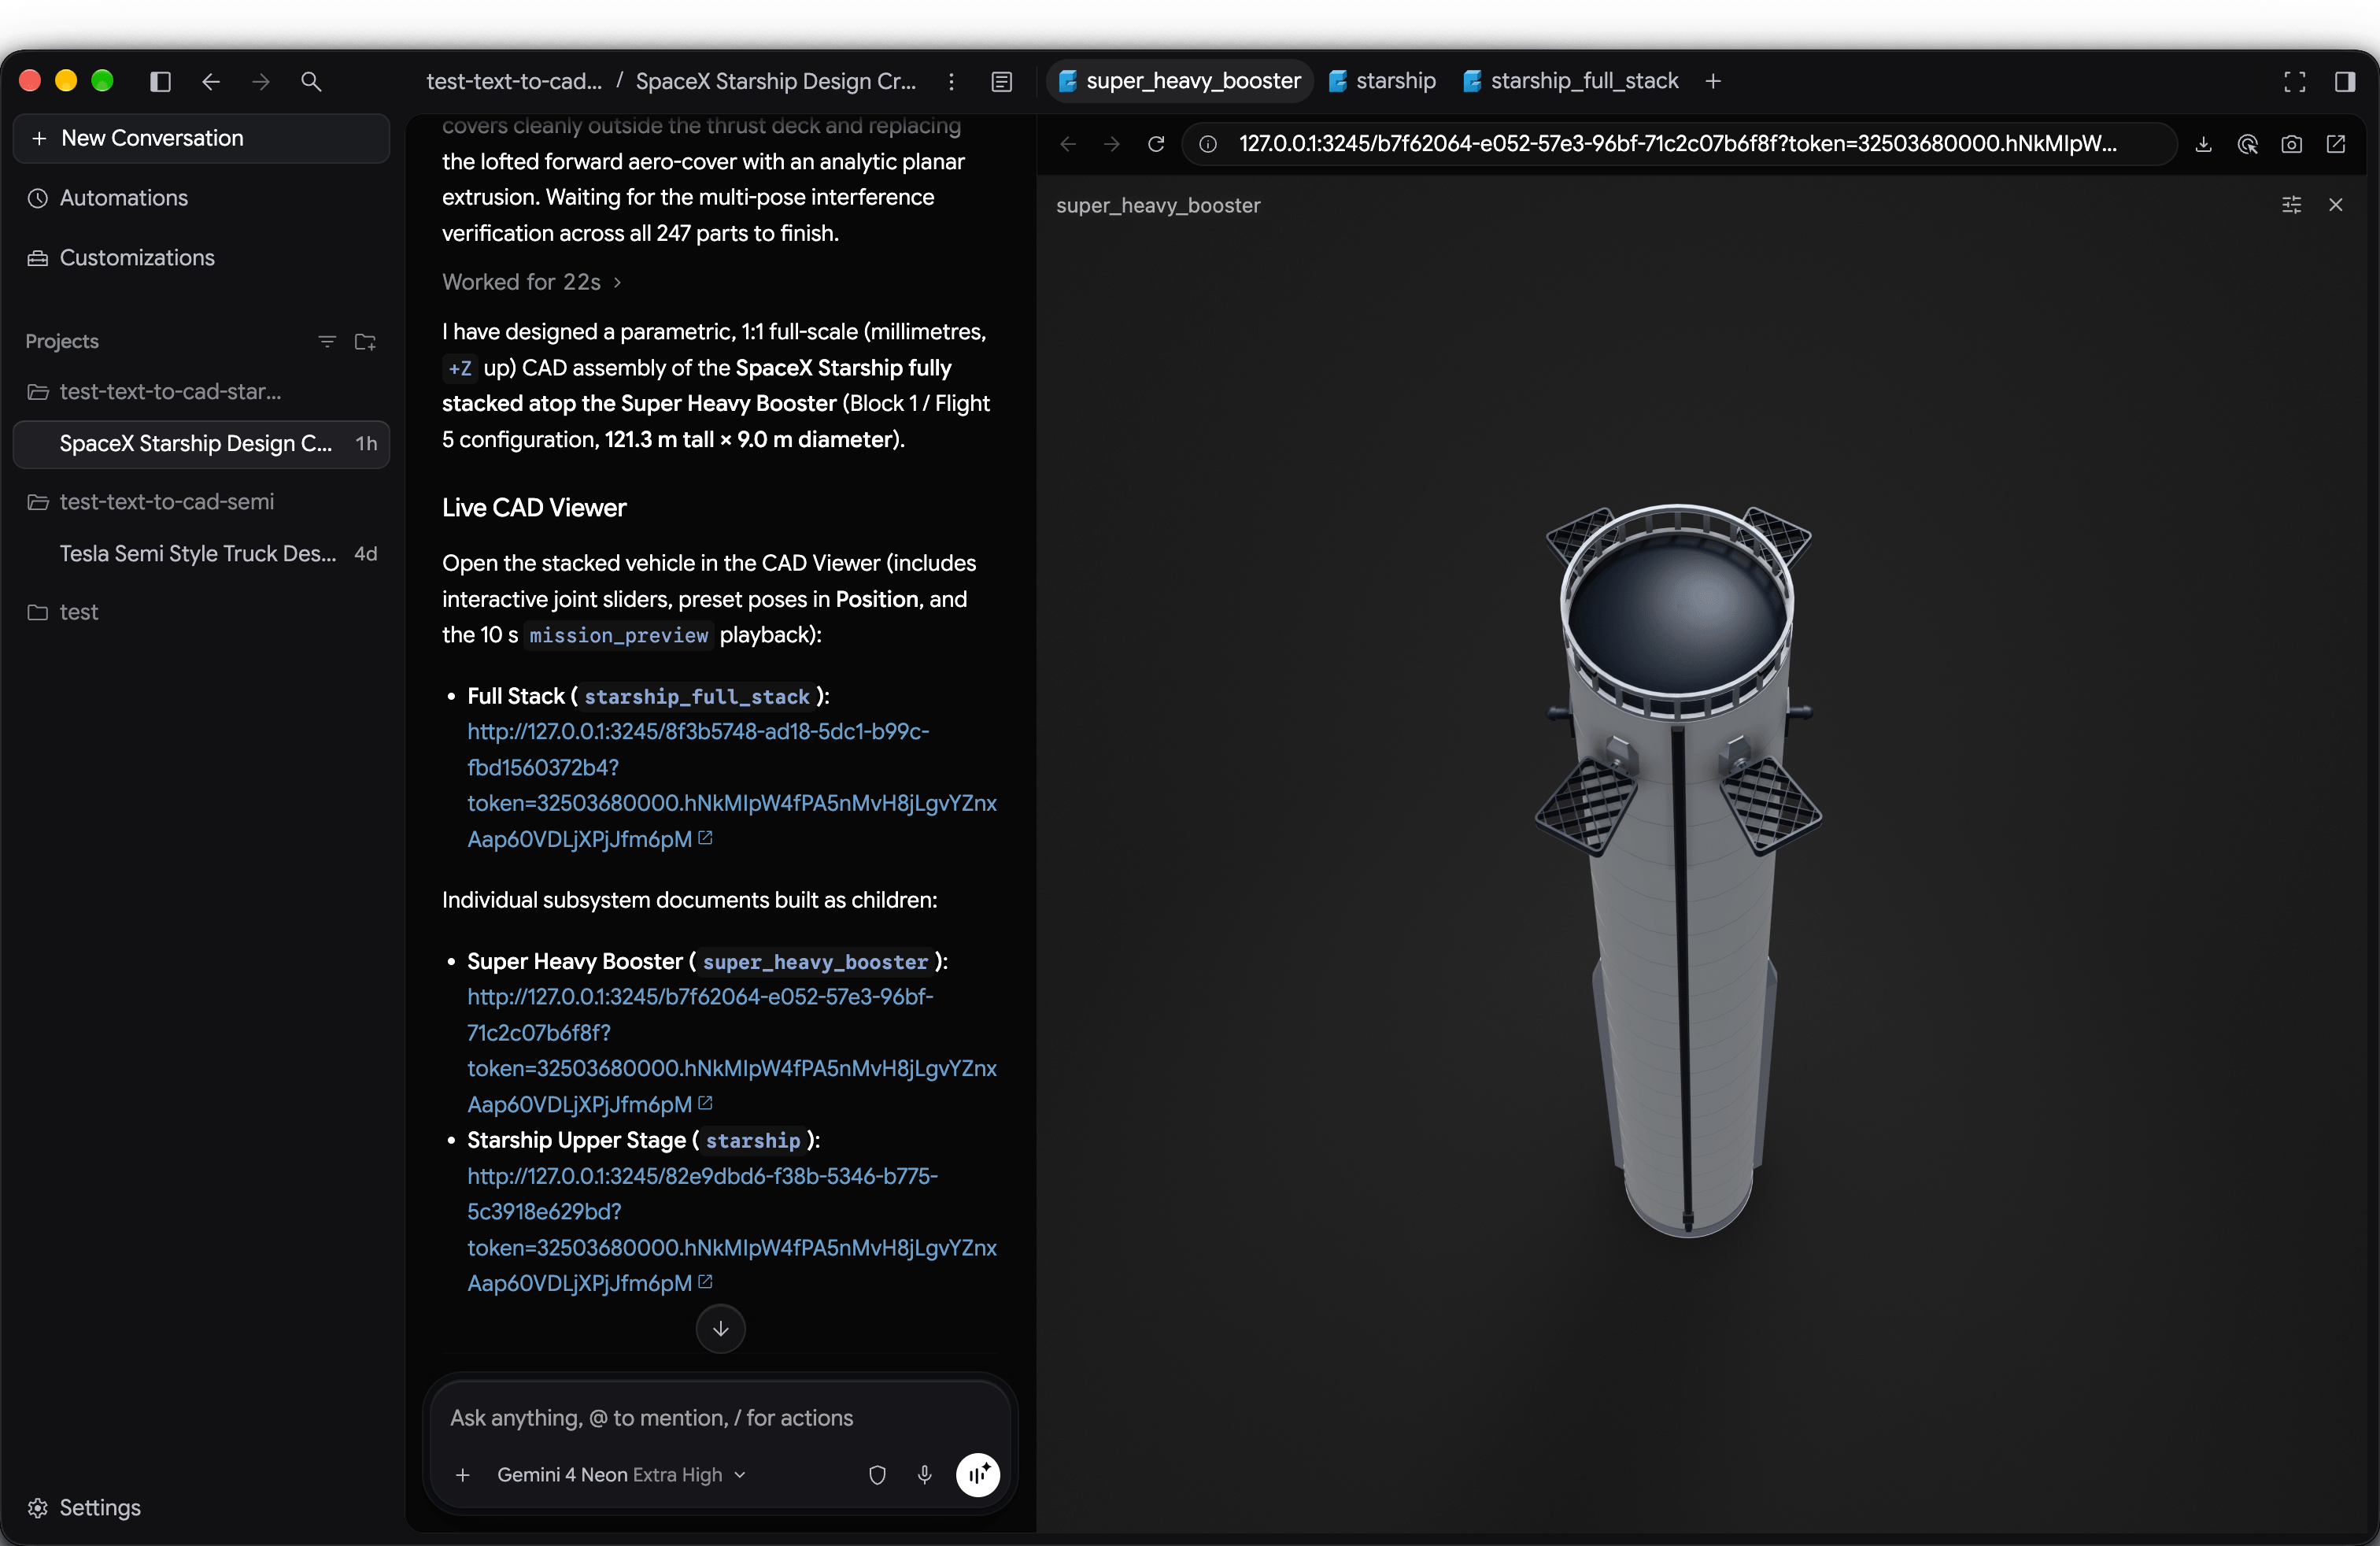 test-text-to-cad... / SpaceX Starship Design Cr...
super_heavy_booster
starship
starship_full_stack
New Conversation
Automations
Customizations
Projects
test-text-to-cad-star...
SpaceX Starship Design C... 1h
test-text-to-cad-semi
Tesla Semi Style Truck Des... 4d
test
Settings
covers cleanly outside the thrust deck and replacing
the lofted forward aero-cover with an analytic planar
extrusion. Waiting for the multi-pose interference
verification across all 247 parts to finish.
Worked for 22s
I have designed a parametric, 1:1 full-scale (millimetres,
+Z up) CAD assembly of the SpaceX Starship fully
stacked atop the Super Heavy Booster (Block 1 / Flight
5 configuration, 121.3 m tall × 9.0 m diameter).
Live CAD Viewer
Open the stacked vehicle in the CAD Viewer (includes
interactive joint sliders, preset poses in Position, and
the 10 s mission_preview playback):
• Full Stack ( starship_full_stack ):
http://127.0.0.1:3245/8f3b5748-ad18-5dc1-b99c-
fbd1560372b4?
token=32503680000.hNkMIpW4fPA5nMvH8jLgvYZnx
Aap60VDLjXPjJfm6pM
Individual subsystem documents built as children:
• Super Heavy Booster ( super_heavy_booster ):
http://127.0.0.1:3245/b7f62064-e052-57e3-96bf-
71c2c07b6f8f?
token=32503680000.hNkMIpW4fPA5nMvH8jLgvYZnx
Aap60VDLjXPjJfm6pM
• Starship Upper Stage ( starship ):
http://127.0.0.1:3245/82e9dbd6-f38b-5346-b775-
5c3918e629bd?
token=32503680000.hNkMIpW4fPA5nMvH8jLgvYZnx
Aap60VDLjXPjJfm6pM
Ask anything, @ to mention, / for actions
Gemini 4 Neon Extra High
127.0.0.1:3245/b7f62064-e052-57e3-96bf-71c2c07b6f8f?token=32503680000.hNkMIpW...
super_heavy_booster